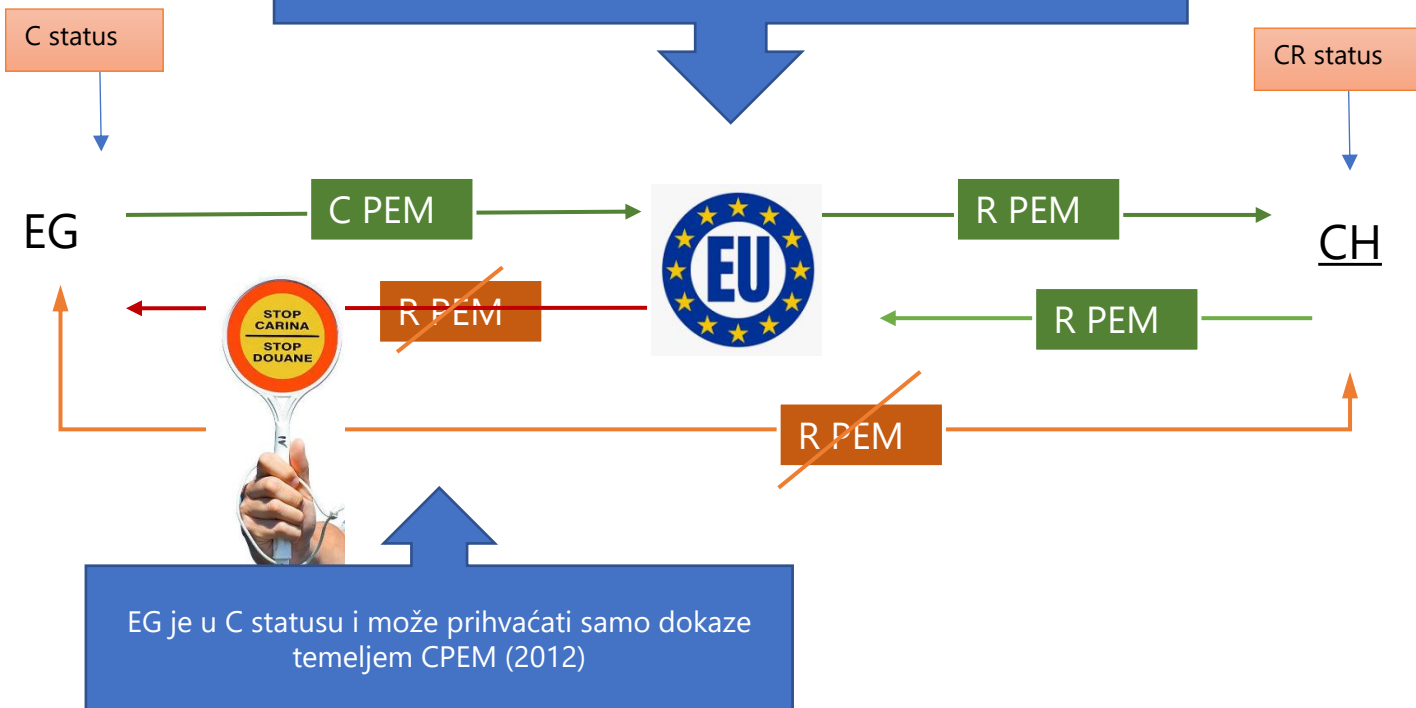 C status
CR status
C PEM
R PEM
EG
EU
CH
STOP
CARINA
STOP
DOUANE
R PEM
R PEM
R PEM
EG je u C statusu i može prihvaćati samo dokaze
temeljem CPEM (2012)